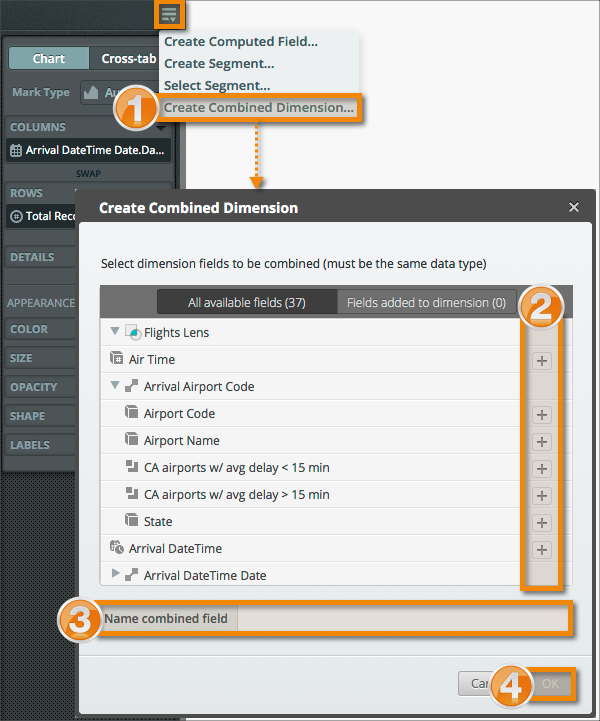 Create Computed Field...
Create Segment...
Select Segment...
Create Combined Dimension...
1
Chart
Cross-tab
Mark Type
COLUMNS
Arrival DateTime Date.Da...
SWAP
ROWS
Total
DETAILS
APPEARANCE
COLOR
SIZE
OPACITY
SHAPE
LABELS
Create Combined Dimension
Select dimension fields to be combined (must be the same data type)
All available fields (37)
Fields added to dimension (0)
2
Flights Lens
Air Time
Arrival Airport Code
Airport Code
Airport Name
CA airports w/ avg delay < 15 min
CA airports w/ avg delay > 15 min
State
Arrival DateTime
Arrival DateTime Date
3
Name combined field
4
OK